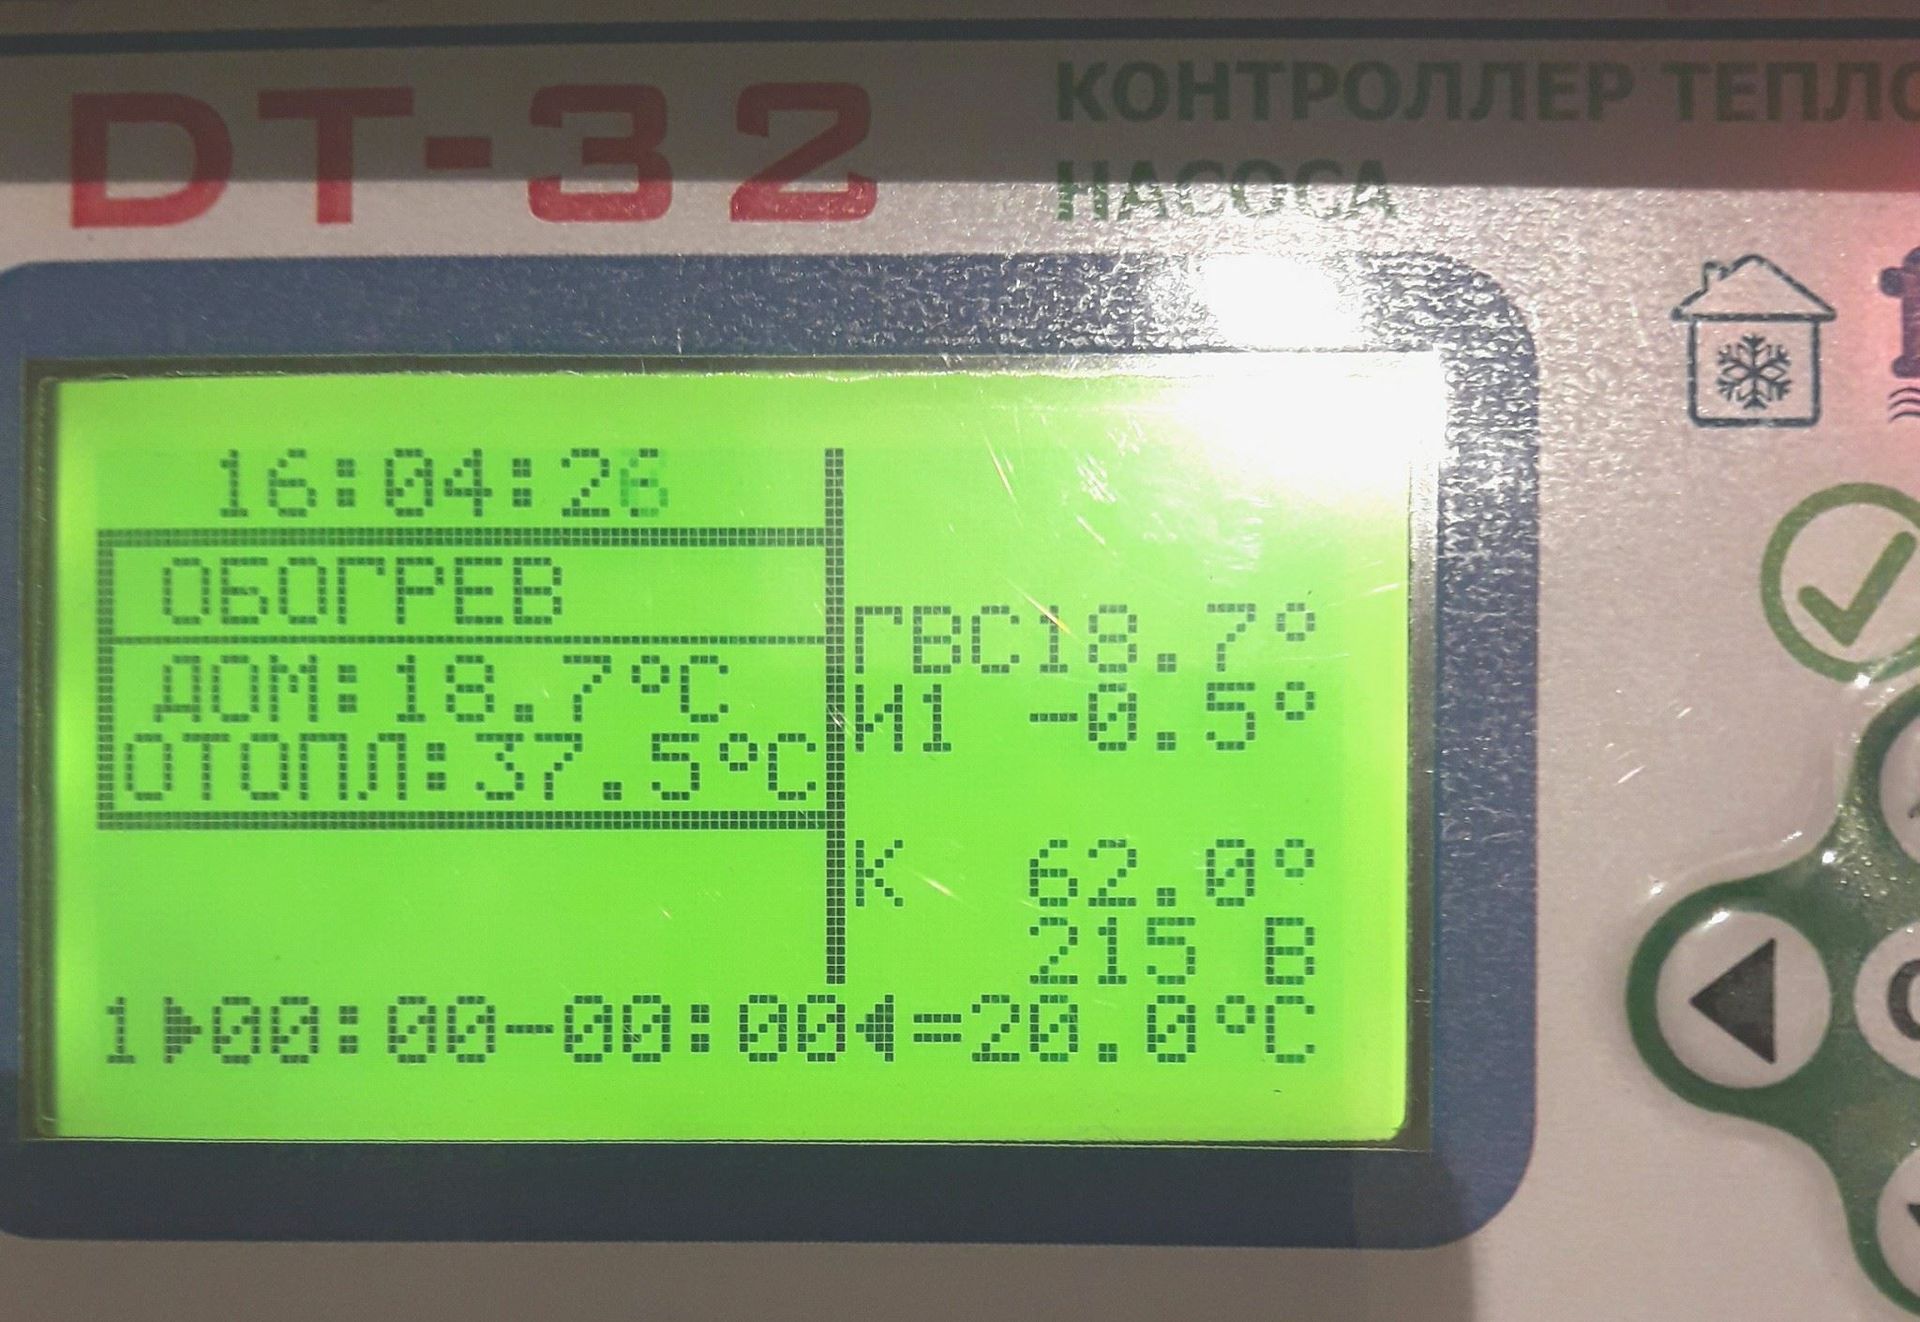 DT-32
КОНТРОЛЛЕР ТЕПЛО
НАСОСА
16:04:26
ОБОГРЕВ
ДОМ:18.7°C
ОТОПЛ:37.5°C
ГВС18.7°
И1 -0.5°
К 62.0°
215 В
1►00:00-00:00◄=20.0°C